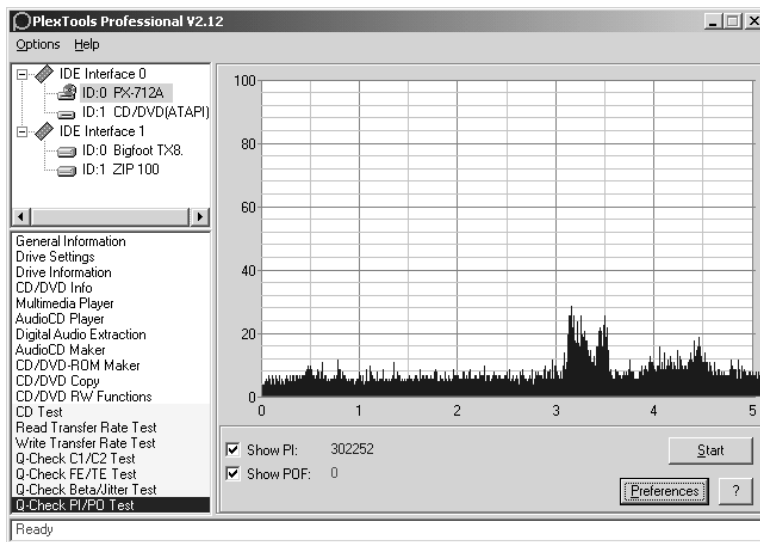 PlexTools Professional V2.12
Options Help
IDE Interface 0
ID:0 PX-712A
ID:1 CD/DVD(ATAPI)
IDE Interface 1
ID:0 Bigfoot TX8.
ID:1 ZIP 100
General Information
Drive Settings
Drive Information
CD/DVD Info
Multimedia Player
AudioCD Player
Digital Audio Extraction
AudioCD Maker
CD/DVD-ROM Maker
CD/DVD Copy
CD/DVD RW Functions
CD Test
Read Transfer Rate Test
Write Transfer Rate Test
Q-Check C1/C2 Test
Q-Check FE/TE Test
Q-Check Beta/Jitter Test
Q-Check PI/PO Test
100
80
60
40
20
0
0 1 2 3 4 5
Show PI: 302252
Start
Show POF: 0
Preferences ?
Ready